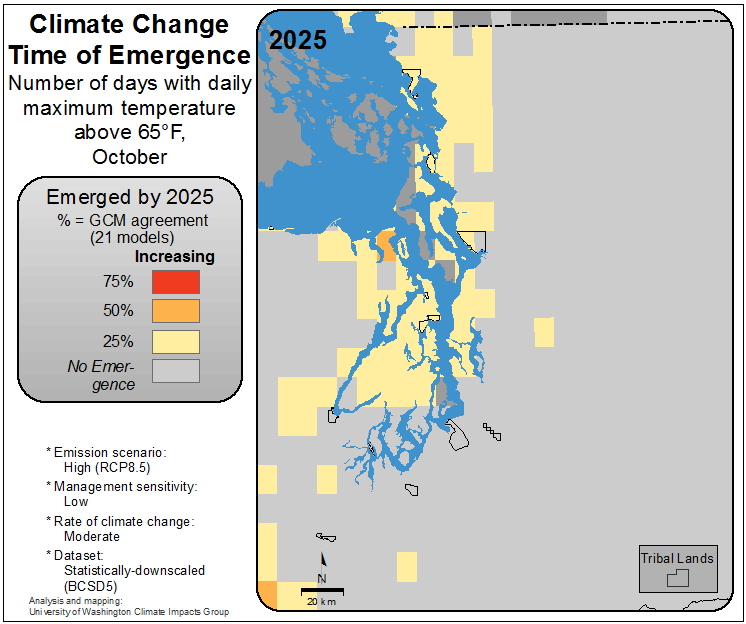 Climate Change
Time of Emergence
Number of days with daily
maximum temperature
above 65°F,
October
Emerged by 2025
% = GCM agreement
(21 models)
Increasing
75%
50%
25%
No Emer-
gence
* Emission scenario:
High (RCP8.5)
* Management sensitivity:
Low
* Rate of climate change:
Moderate
* Dataset:
Statistically-downscaled
(BCSD5)
Analysis and mapping:
University of Washington Climate Impacts Group
2025
N
20 km
Tribal Lands